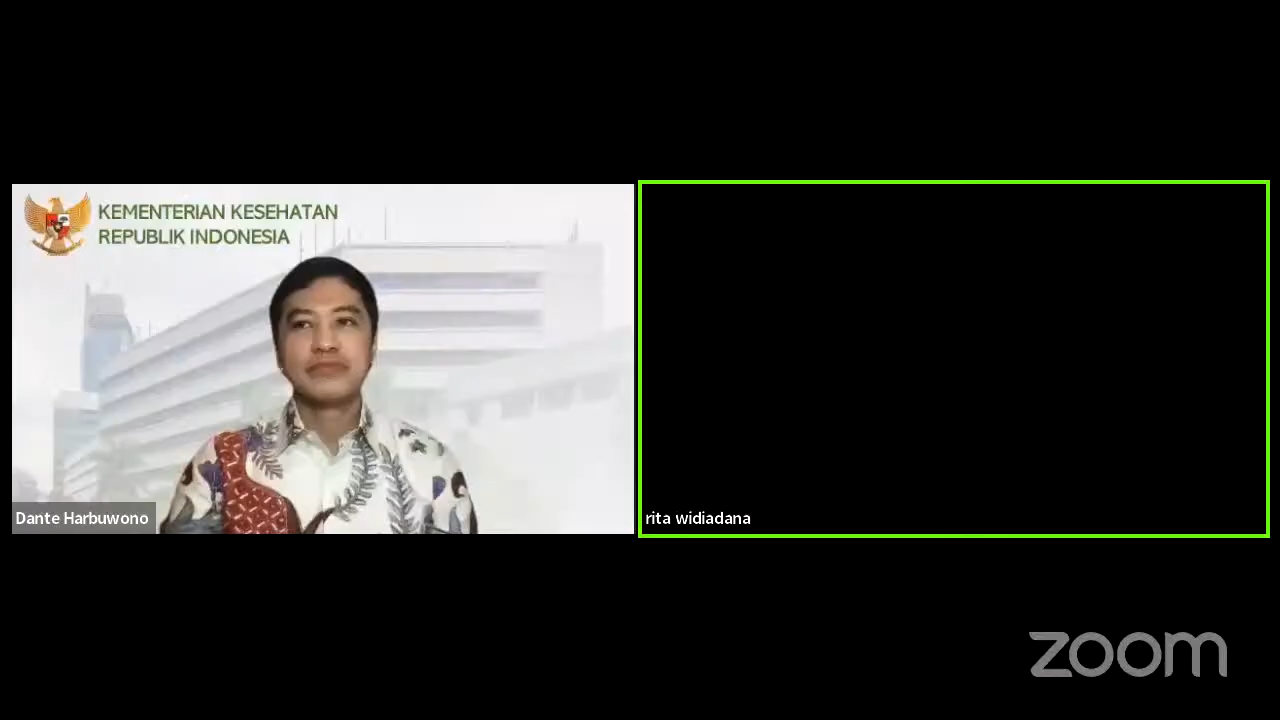 KEMENTERIAN KESEHATAN
REPUBLIK INDONESIA
Dante Harbuwono
rita widiadana
zoom